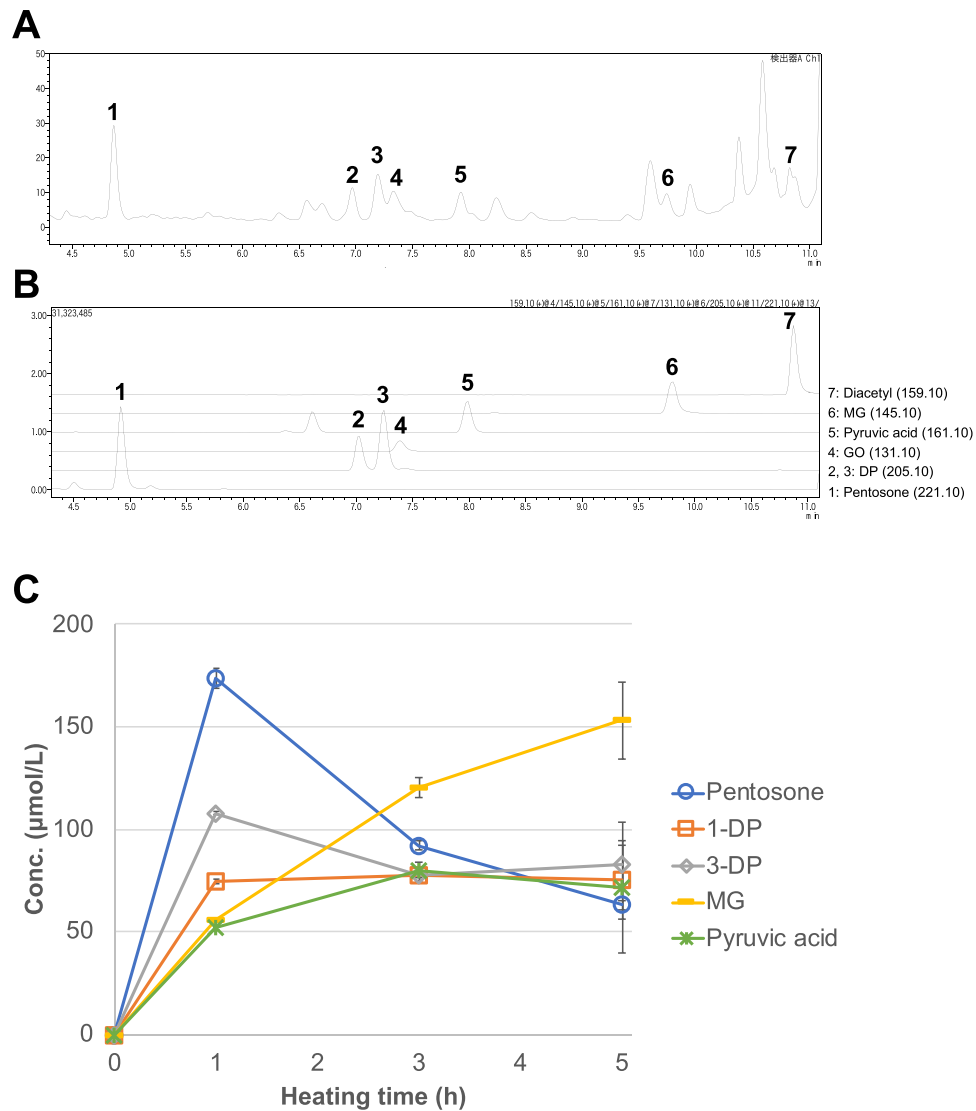 A
検出器A Ch1
50
40
30
20
10
0
1
2
3
4
5
6
7
4.5 5.0 5.5 6.0 6.5 7.0 7.5 8.0 8.5 9.0 9.5 10.0 10.5 11.0
min
B
159.10(+)@4/145.10(+)@5/161.10(+)@7/131.10(+)@6/205.10(+)@11/221.10(+)@13/
31,323,485
3.00
2.00
1.00
0.00
1
2
3
4
5
6
7
7: Diacetyl (159.10)
6: MG (145.10)
5: Pyruvic acid (161.10)
4: GO (131.10)
2, 3: DP (205.10)
1: Pentosone (221.10)
4.5 5.0 5.5 6.0 6.5 7.0 7.5 8.0 8.5 9.0 9.5 10.0 10.5 11.0
min
C
Conc. (µmol/L)
200
150
100
50
0
0 1 2 3 4 5
Heating time (h)
Pentosone
1-DP
3-DP
MG
Pyruvic acid